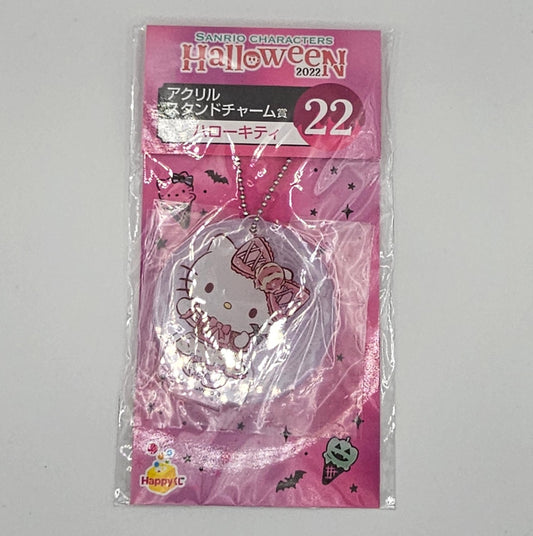 SANRIO CHARACTERS
Halloween
2022
アクリル
スタンドチャーム賞
22
ハローキティ
Happyくじ